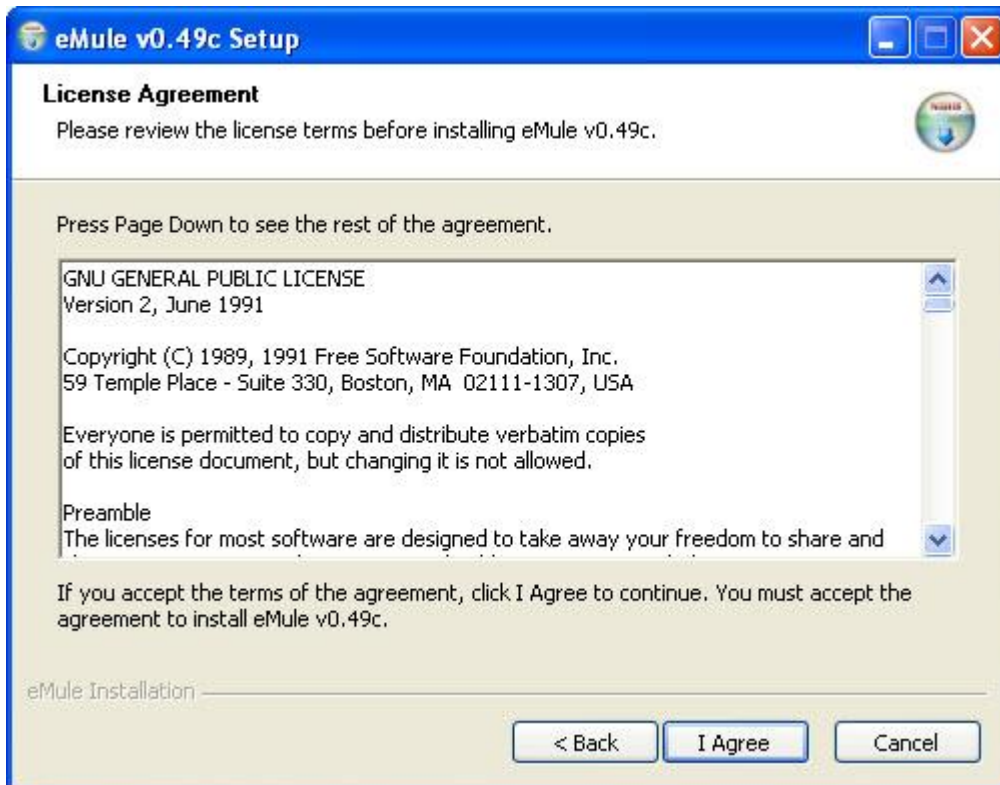 eMule v0.49c Setup
License Agreement
Please review the license terms before installing eMule v0.49c.
Press Page Down to see the rest of the agreement.
GNU GENERAL PUBLIC LICENSE
Version 2, June 1991
Copyright (C) 1989, 1991 Free Software Foundation, Inc.
59 Temple Place - Suite 330, Boston, MA  02111-1307, USA
Everyone is permitted to copy and distribute verbatim copies
of this license document, but changing it is not allowed.
Preamble
The licenses for most software are designed to take away your freedom to share and
If you accept the terms of the agreement, click I Agree to continue. You must accept the
agreement to install eMule v0.49c.
eMule Installation
< Back
I Agree
Cancel